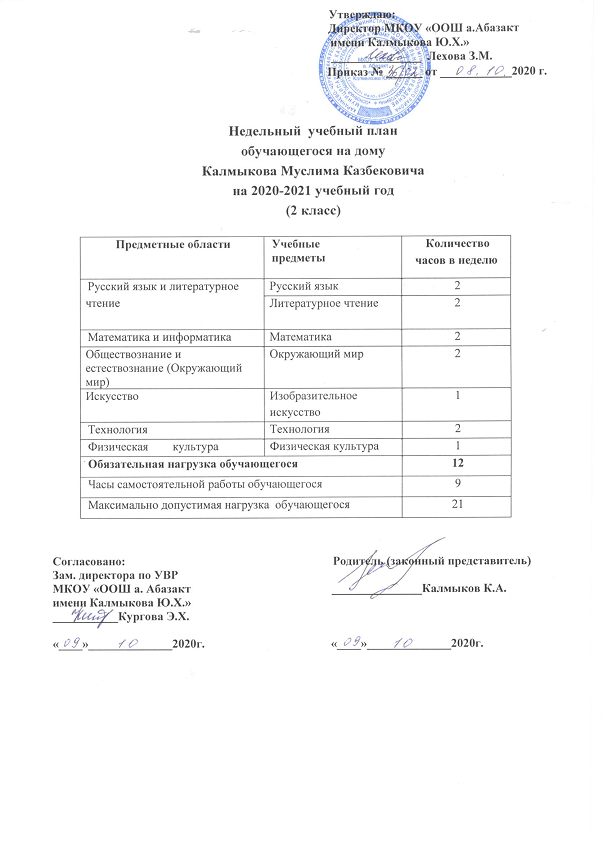 Утверждаю:
Директор МКОУ «ООШ а.Абазакт
имени Калмыкова Ю.Х.»
Лехова З.М.
Приказ № от 08.10 2020 г.
Недельный учебный план
обучающегося на дому
Калмыкова Муслима Казбековича
на 2020-2021 учебный год
(2 класс)
Предметные области Учебные предметы Количество часов в неделю
Русский язык и литературное чтение Русский язык 2
Литературное чтение 2
Математика и информатика Математика 2
Обществознание и естествознание (Окружающий мир) Окружающий мир 2
Искусство Изобразительное искусство 1
Технология Технология 2
Физическая культура Физическая культура 1
Обязательная нагрузка обучающегося 12
Часы самостоятельной работы обучающегося 9
Максимально допустимая нагрузка обучающегося 21
Согласовано:
Зам. директора по УВР
МКОУ «ООШ а. Абазакт
имени Калмыкова Ю.Х.»
Кургова Э.Х.
«09» 10 2020г.
Родитель (законный представитель)
Калмыков К.А.
«09» 10 2020г.